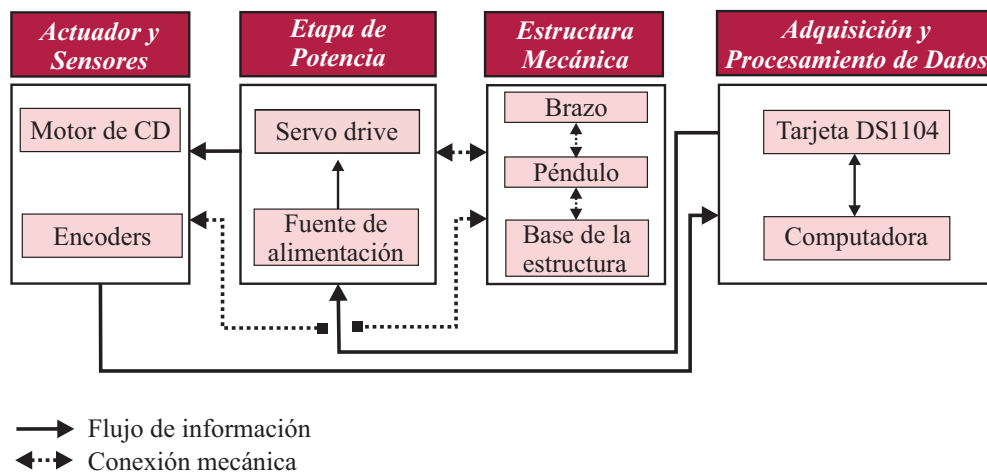 Actuador y
Sensores
Etapa de
Potencia
Estructura
Mecánica
Adquisición y
Procesamiento de Datos
Motor de CD
Encoders
Servo drive
Fuente de
alimentación
Brazo
Péndulo
Base de la
estructura
Tarjeta DS1104
Computadora
Flujo de información
Conexión mecánica